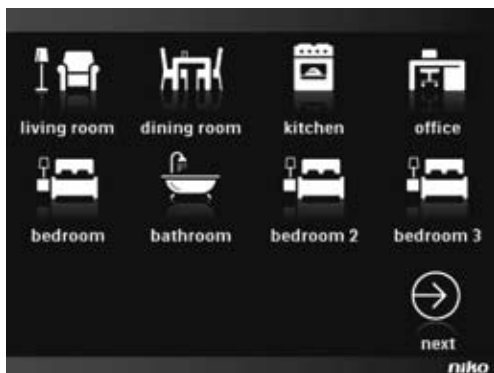 living room dining room kitchen office
bedroom bathroom bedroom 2 bedroom 3
next
niko